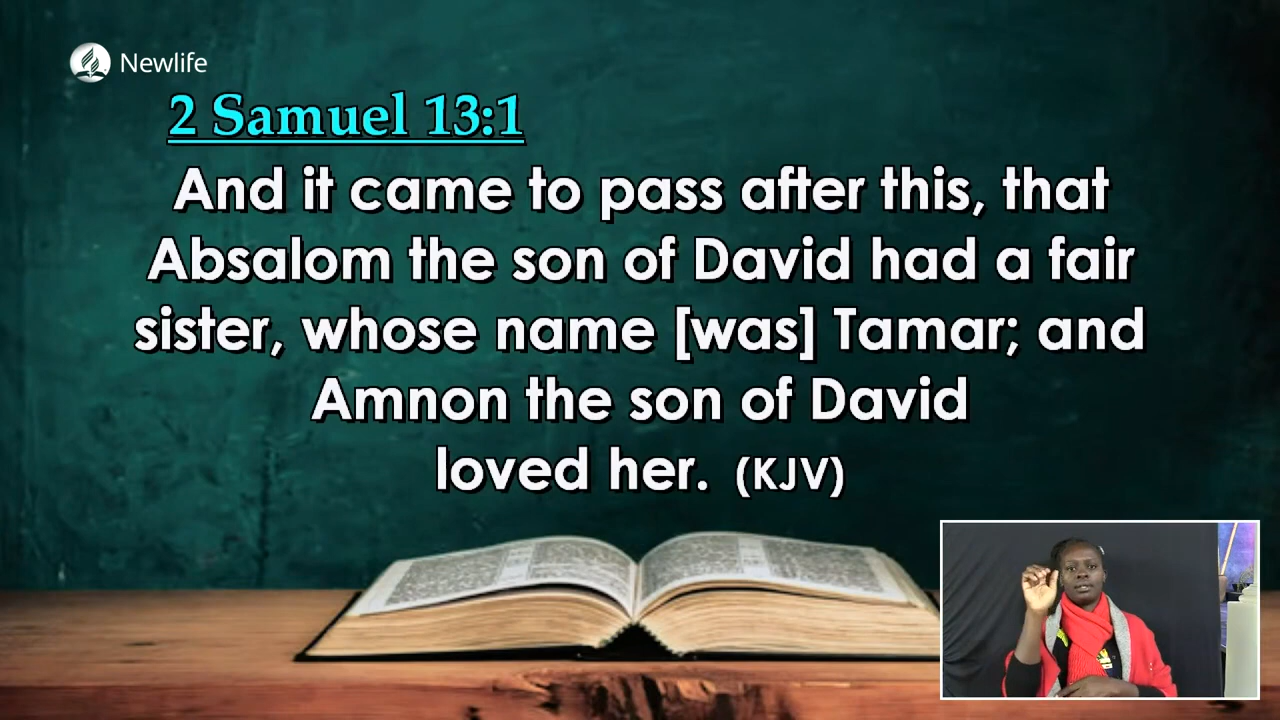 Newlife
2 Samuel 13:1
And it came to pass after this, that
Absalom the son of David had a fair
sister, whose name [was] Tamar; and
Amnon the son of David
loved her. (KJV)